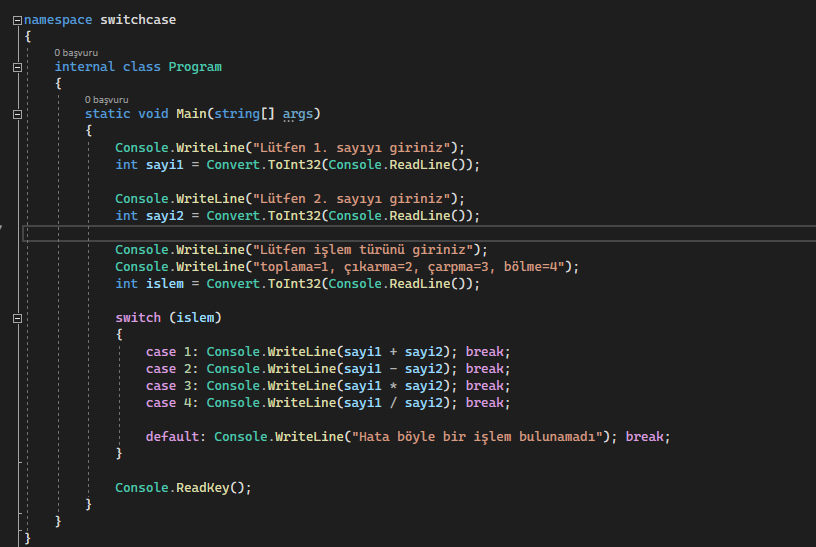 namespace switchcase
{
0 başvuru
internal class Program
{
0 başvuru
static void Main(string[] args)
{
Console.WriteLine("Lütfen 1. sayıyı giriniz");
int sayi1 = Convert.ToInt32(Console.ReadLine());
Console.WriteLine("Lütfen 2. sayıyı giriniz");
int sayi2 = Convert.ToInt32(Console.ReadLine());
Console.WriteLine("Lütfen işlem türünü giriniz");
Console.WriteLine("toplama=1, çıkarma=2, çarpma=3, bölme=4");
int islem = Convert.ToInt32(Console.ReadLine());
switch (islem)
{
case 1: Console.WriteLine(sayi1 + sayi2); break;
case 2: Console.WriteLine(sayi1 - sayi2); break;
case 3: Console.WriteLine(sayi1 * sayi2); break;
case 4: Console.WriteLine(sayi1 / sayi2); break;
default: Console.WriteLine("Hata böyle bir işlem bulunamadı"); break;
}
Console.ReadKey();
}
}
}